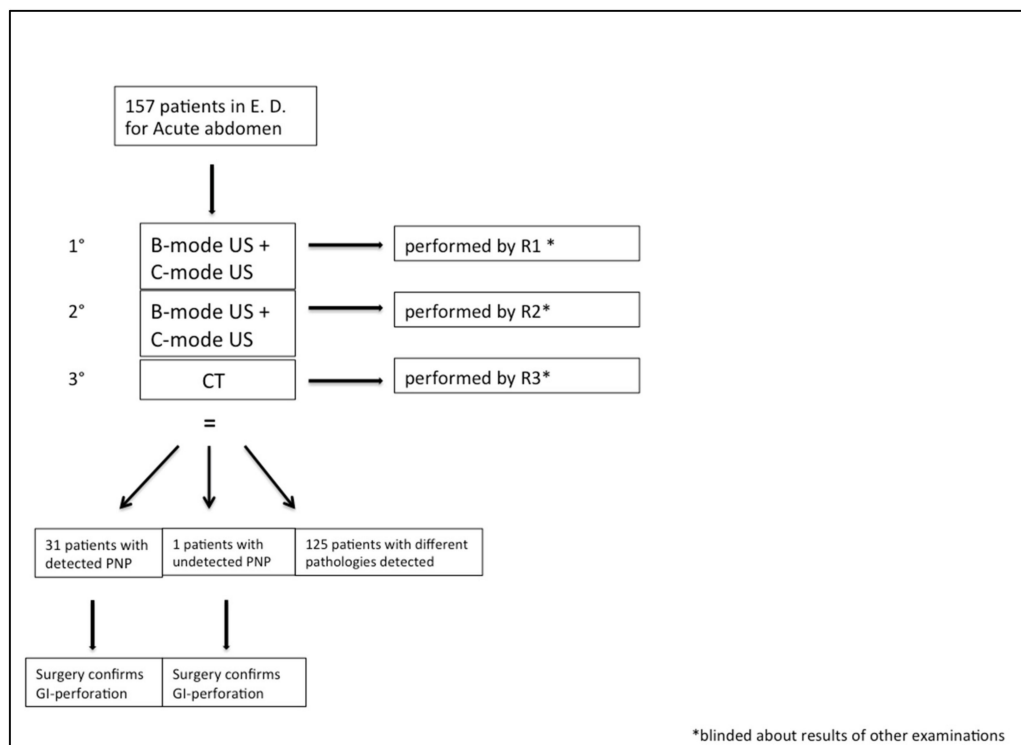 157 patients in E. D.
for Acute abdomen
1°
B-mode US +
C-mode US
performed by R1 *
2°
B-mode US +
C-mode US
performed by R2*
3°
CT
performed by R3*
=
31 patients with
detected PNP
1 patients with
undetected PNP
125 patients with different
pathologies detected
Surgery confirms
GI-perforation
Surgery confirms
GI-perforation
*blinded about results of other examinations